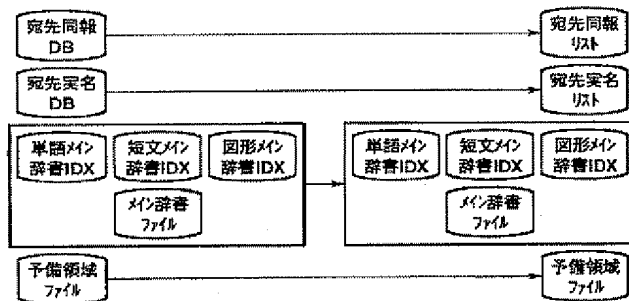 宛先同報
DB
宛先同報
リスト
宛先実名
DB
宛先実名
リスト
単語メイン
辞書IDX
短文メイン
辞書IDX
図形メイン
辞書IDX
メイン辞書
ファイル
単語メイン
辞書IDX
短文メイン
辞書IDX
図形メイン
辞書IDX
メイン辞書
ファイル
予備領域
ファイル
予備領域
ファイル